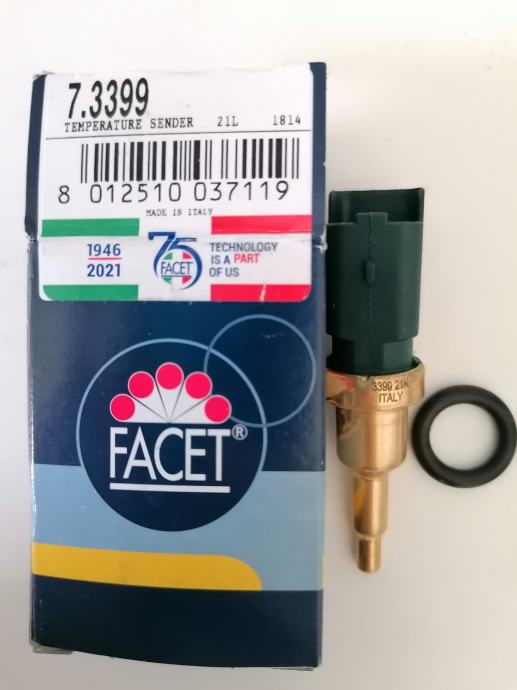 7.3399
TEMPERATURE SENDER 21L 1814
8 012510 037119
MADE IN ITALY
1946
2021
75
FACET
TECHNOLOGY
IS A PART
OF US
FACET®
FACET
3399 21K
ITALY